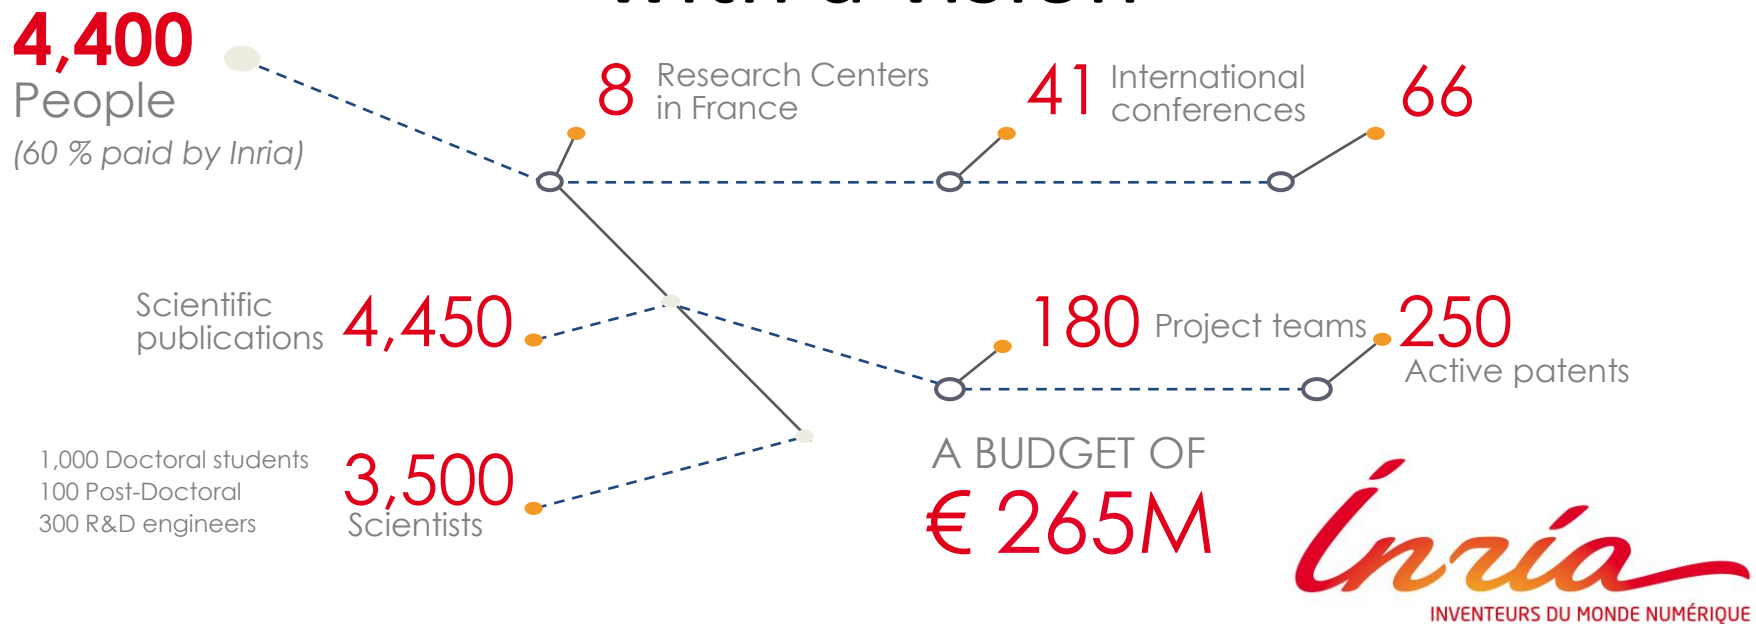 with a vision
4,400
People
(60 % paid by Inria)
8 Research Centers
in France
41 International
conferences
66
Scientific
publications 4,450
180 Project teams
250
Active patents
1,000 Doctoral students
100 Post-Doctoral
300 R&D engineers
3,500
Scientists
A BUDGET OF
€ 265M
Inria
INVENTEURS DU MONDE NUMÉRIQUE